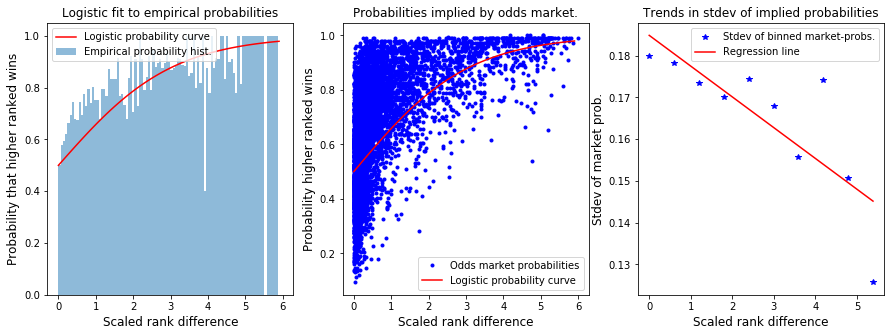 Logistic fit to empirical probabilities
Logistic probability curve
Empirical probability hist.
Probability that higher ranked wins
1.0
0.8
0.6
0.4
0.2
0.0
0
1
2
3
4
5
6
Scaled rank difference
Probabilities implied by odds market.
Probability higher ranked wins
1.0
0.8
0.6
0.4
0.2
Odds market probabilities
Logistic probability curve
0
1
2
3
4
5
6
Scaled rank difference
Trends in stdev of implied probabilities
Stdev of binned market-probs.
Regression line
Stdev of market prob.
0.18
0.17
0.16
0.15
0.14
0.13
0
1
2
3
4
5
Scaled rank difference